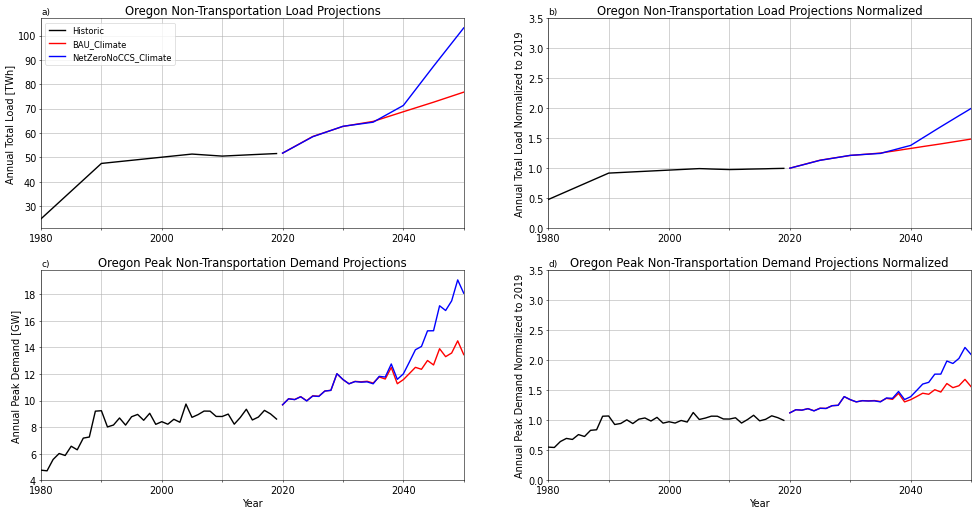 a)
Oregon Non-Transportation Load Projections
Historic
BAU_Climate
NetZeroNoCCS_Climate
Annual Total Load [TWh]
100
90
80
70
60
50
40
30
1980
2000
2020
2040
b)
Oregon Non-Transportation Load Projections Normalized
Annual Total Load Normalized to 2019
3.5
3.0
2.5
2.0
1.5
1.0
0.5
0.0
1980
2000
2020
2040
c)
Oregon Peak Non-Transportation Demand Projections
Annual Peak Demand [GW]
18
16
14
12
10
8
6
4
1980
2000
2020
2040
Year
d)
Oregon Peak Non-Transportation Demand Projections Normalized
Annual Peak Demand Normalized to 2019
3.5
3.0
2.5
2.0
1.5
1.0
0.5
0.0
1980
2000
2020
2040
Year